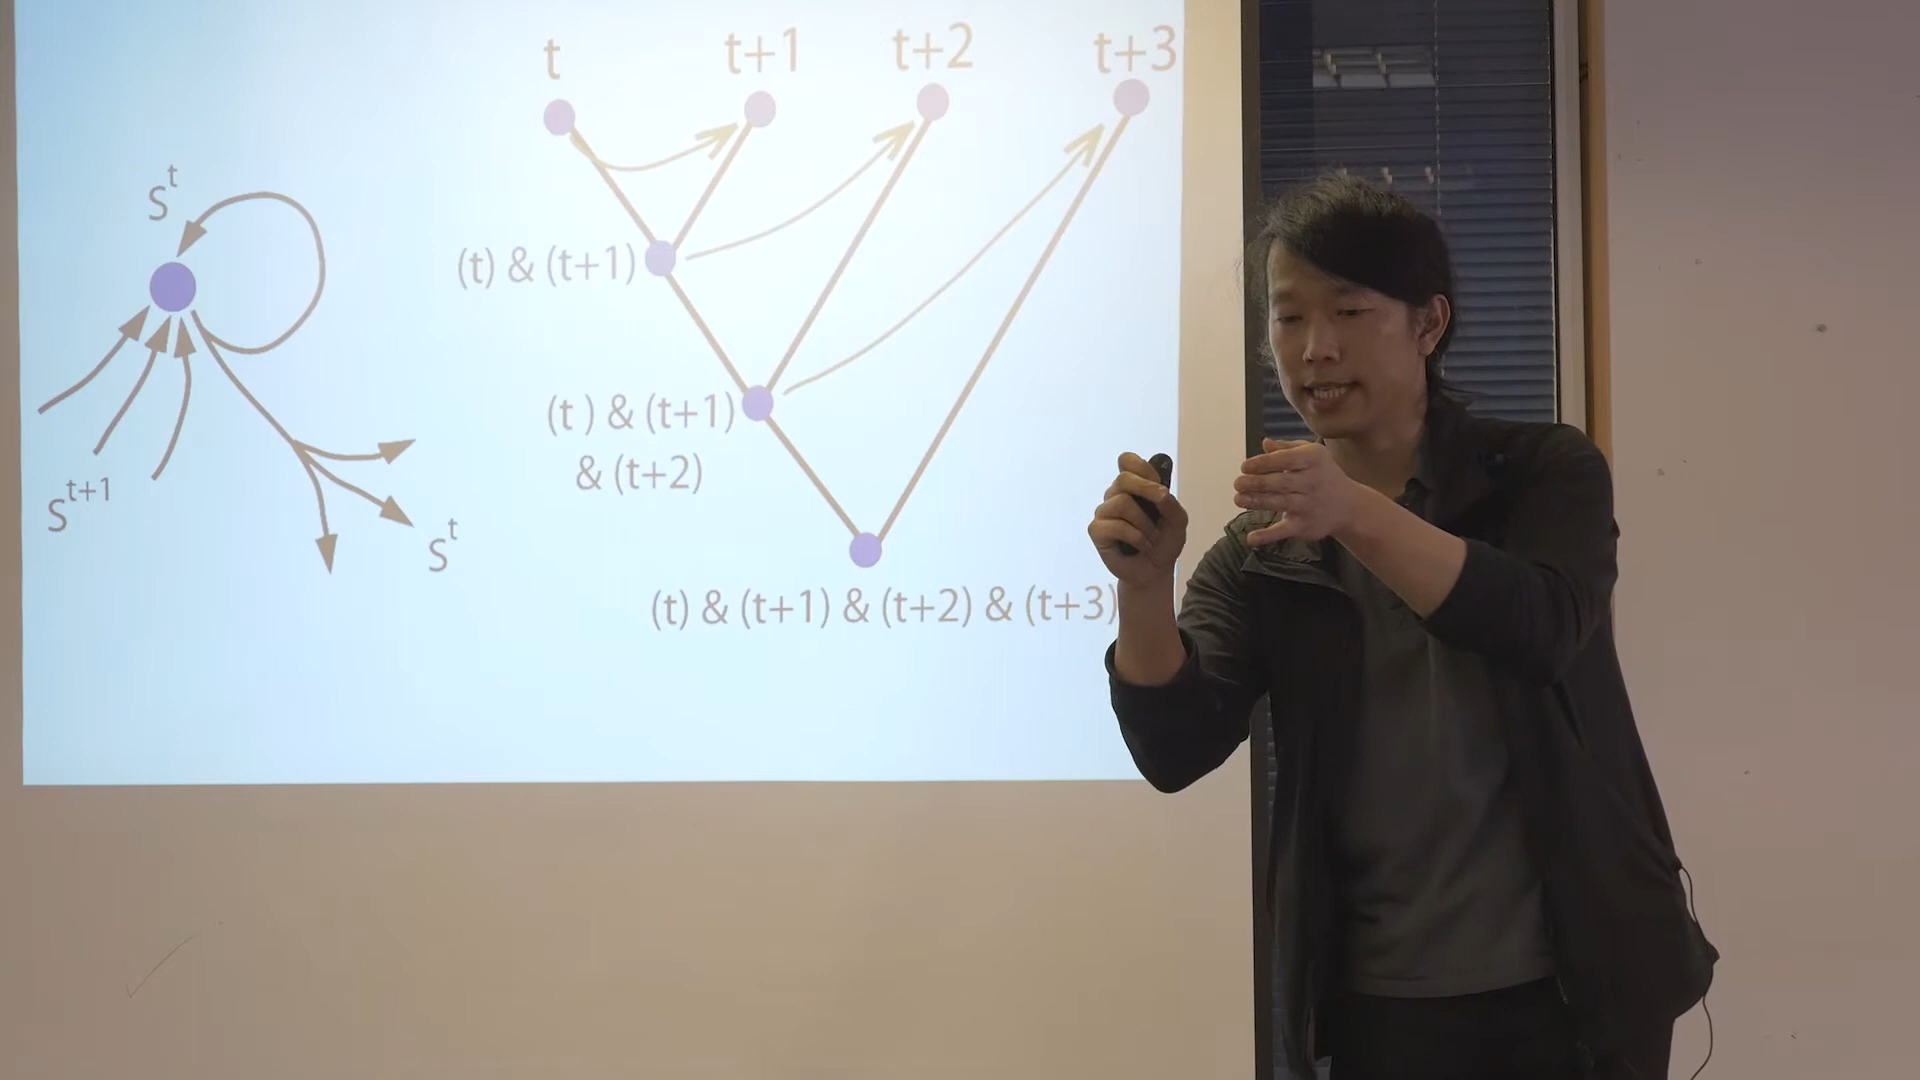 t
t+1
t+2
t+3
S^t
(t) & (t+1)
(t ) & (t+1)
& (t+2)
S^t+1
S^t
(t) & (t+1) & (t+2) & (t+3)